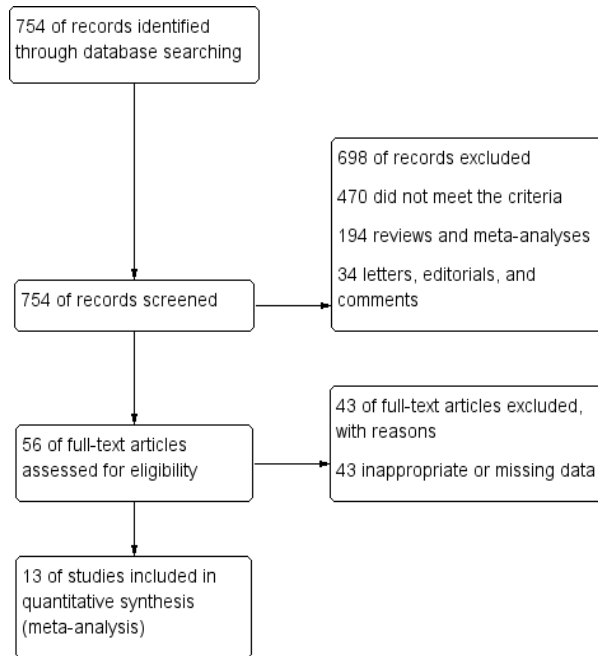 754 of records identified
through database searching
698 of records excluded
470 did not meet the criteria
194 reviews and meta-analyses
34 letters, editorials, and
comments
754 of records screened
43 of full-text articles excluded,
with reasons
43 inappropriate or missing data
56 of full-text articles
assessed for eligibility
13 of studies included in
quantitative synthesis
(meta-analysis)